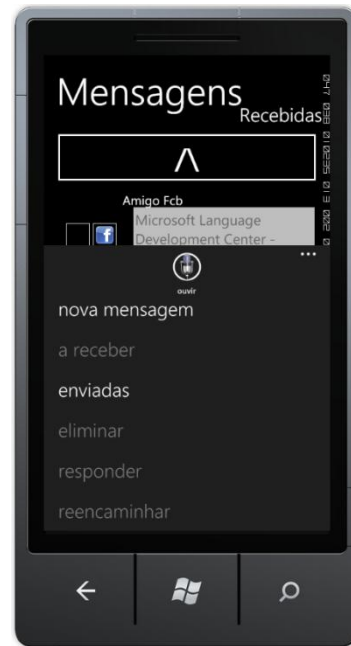 Mensagens
Recebidas
Amigo Fcb
Microsoft Language
Development Center -
ouvir
nova mensagem
a receber
enviadas
eliminar
responder
reencaminhar